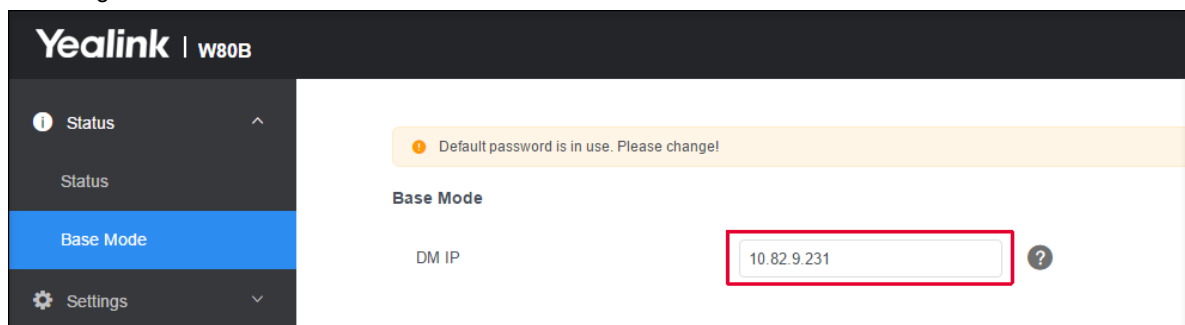 Yealink | W80B
Status
Default password is in use. Please change!
Status
Base Mode
Base Mode
DM IP
10.82.9.231
Settings